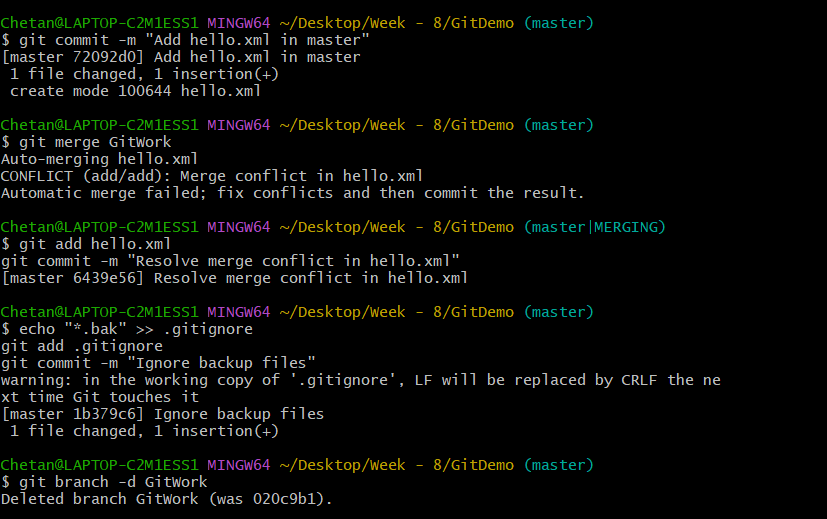 Chetan@LAPTOP-C2M1ESS1 MINGW64 ~/Desktop/Week - 8/GitDemo (master)
$ git commit -m "Add hello.xml in master"
[master 72092d0] Add hello.xml in master
 1 file changed, 1 insertion(+)
 create mode 100644 hello.xml
Chetan@LAPTOP-C2M1ESS1 MINGW64 ~/Desktop/Week - 8/GitDemo (master)
$ git merge GitWork
Auto-merging hello.xml
CONFLICT (add/add): Merge conflict in hello.xml
Automatic merge failed; fix conflicts and then commit the result.
Chetan@LAPTOP-C2M1ESS1 MINGW64 ~/Desktop/Week - 8/GitDemo (master|MERGING)
$ git add hello.xml
git commit -m "Resolve merge conflict in hello.xml"
[master 6439e56] Resolve merge conflict in hello.xml
Chetan@LAPTOP-C2M1ESS1 MINGW64 ~/Desktop/Week - 8/GitDemo (master)
$ echo "*.bak" >> .gitignore
git add .gitignore
git commit -m "Ignore backup files"
warning: in the working copy of '.gitignore', LF will be replaced by CRLF the ne
xt time Git touches it
[master 1b379c6] Ignore backup files
 1 file changed, 1 insertion(+)
Chetan@LAPTOP-C2M1ESS1 MINGW64 ~/Desktop/Week - 8/GitDemo (master)
$ git branch -d GitWork
Deleted branch GitWork (was 020c9b1).